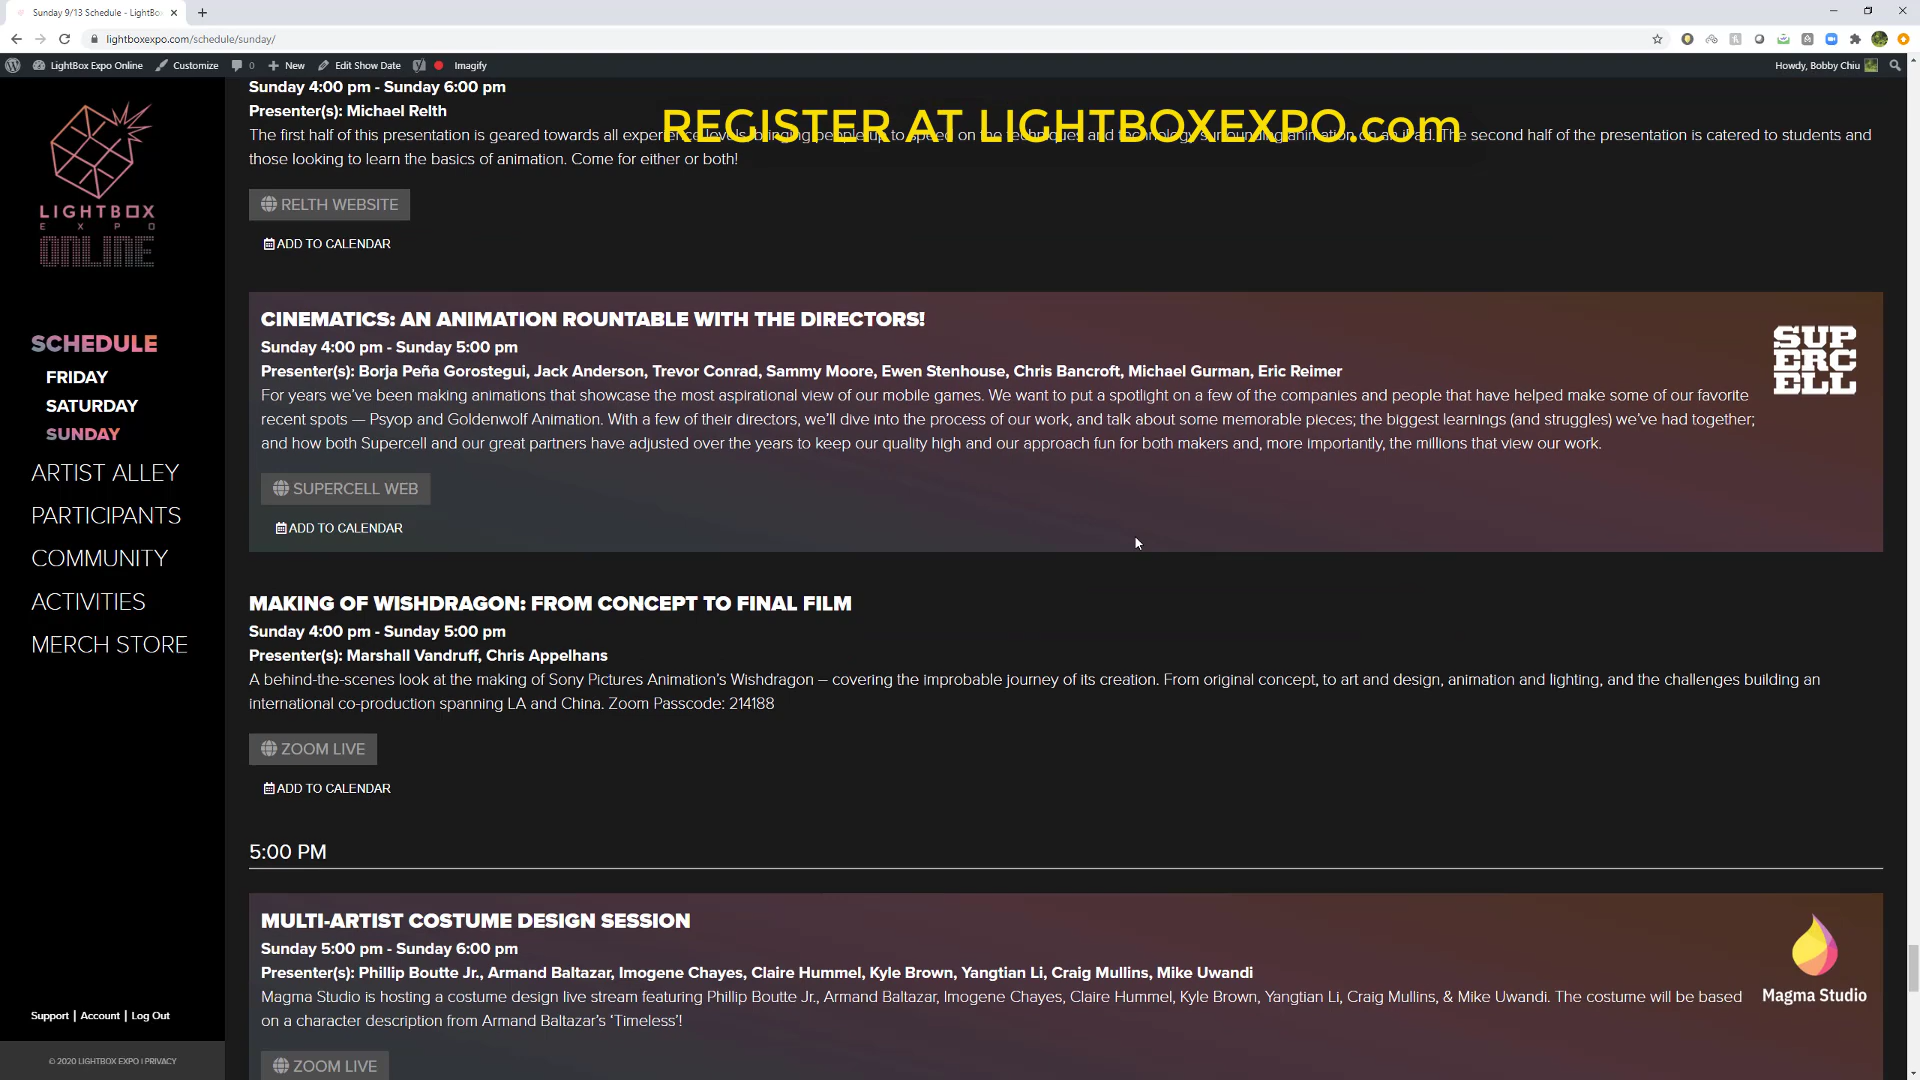 Sunday 9/13 Schedule - LightBox
lightboxexpo.com/schedule/sunday/
LightBox Expo Online Customize 0 New Edit Show Date Imagify Howdy, Bobby Chiu
LIGHTBOX
EXPO
ONLINE
SCHEDULE
FRIDAY
SATURDAY
SUNDAY
ARTIST ALLEY
PARTICIPANTS
COMMUNITY
ACTIVITIES
MERCH STORE
Support | Account | Log Out
© 2020 LIGHTBOX EXPO | PRIVACY
REGISTER AT LIGHTBOXEXPO.com
Sunday 4:00 pm - Sunday 6:00 pm
Presenter(s): Michael Relth
The first half of this presentation is geared towards all experience levels, bringing people up to speed on the techniques and technology surrounding animation on an iPad. The second half of the presentation is catered to students and
those looking to learn the basics of animation. Come for either or both!
RELTH WEBSITE
ADD TO CALENDAR
CINEMATICS: AN ANIMATION ROUNTABLE WITH THE DIRECTORS!
Sunday 4:00 pm - Sunday 5:00 pm
Presenter(s): Borja Peña Gorostegui, Jack Anderson, Trevor Conrad, Sammy Moore, Ewen Stenhouse, Chris Bancroft, Michael Gurman, Eric Reimer
For years we've been making animations that showcase the most aspirational view of our mobile games. We want to put a spotlight on a few of the companies and people that have helped make some of our favorite
recent spots — Psyop and Goldenwolf Animation. With a few of their directors, we'll dive into the process of our work, and talk about some memorable pieces; the biggest learnings (and struggles) we've had together;
and how both Supercell and our great partners have adjusted over the years to keep our quality high and our approach fun for both makers and, more importantly, the millions that view our work.
SUP
ERC
ELL
SUPERCELL WEB
ADD TO CALENDAR
MAKING OF WISHDRAGON: FROM CONCEPT TO FINAL FILM
Sunday 4:00 pm - Sunday 5:00 pm
Presenter(s): Marshall Vandruff, Chris Appelhans
A behind-the-scenes look at the making of Sony Pictures Animation's Wishdragon – covering the improbable journey of its creation. From original concept, to art and design, animation and lighting, and the challenges building an
international co-production spanning LA and China. Zoom Passcode: 214188
ZOOM LIVE
ADD TO CALENDAR
5:00 PM
MULTI-ARTIST COSTUME DESIGN SESSION
Sunday 5:00 pm - Sunday 6:00 pm
Presenter(s): Phillip Boutte Jr., Armand Baltazar, Imogene Chayes, Claire Hummel, Kyle Brown, Yangtian Li, Craig Mullins, Mike Uwandi
Magma Studio is hosting a costume design live stream featuring Phillip Boutte Jr., Armand Baltazar, Imogene Chayes, Claire Hummel, Kyle Brown, Yangtian Li, Craig Mullins, & Mike Uwandi. The costume will be based
on a character description from Armand Baltazar's 'Timeless'!
Magma Studio
ZOOM LIVE